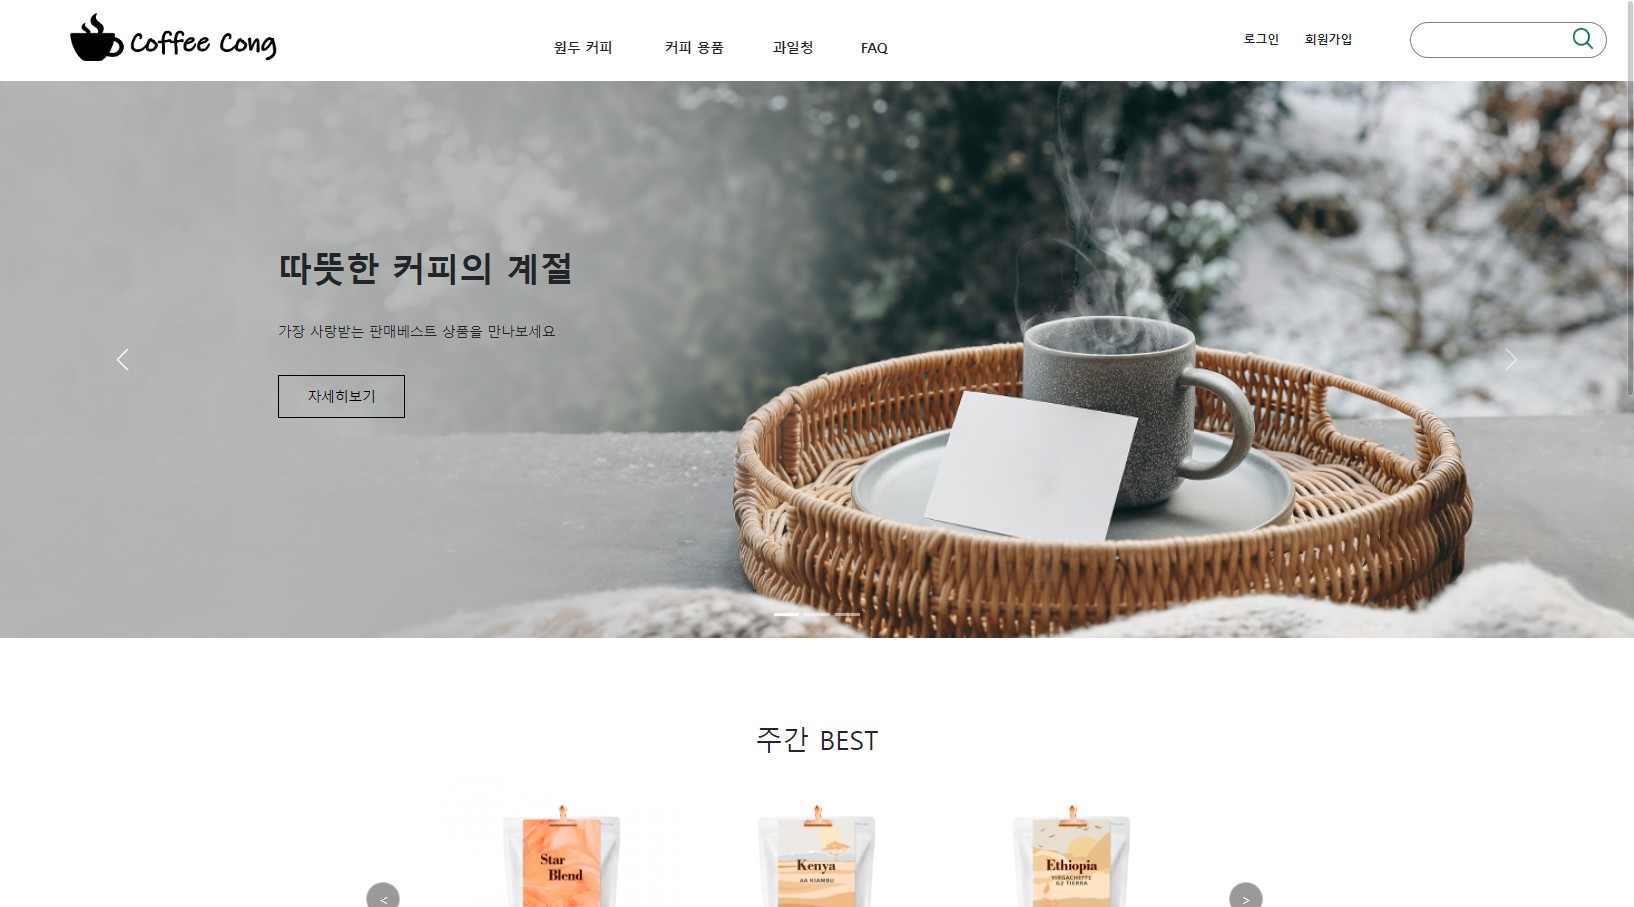 Coffee Cong
원두 커피
커피 용품
과일청
FAQ
로그인
회원가입
따뜻한 커피의 계절
가장 사랑받는 판매베스트 상품을 만나보세요
자세히보기
주간 BEST
Star
Blend
Kenya
AA KIAMBU
Ethiopia
YIRGACHEFFE
G2 TIERRA
<
>